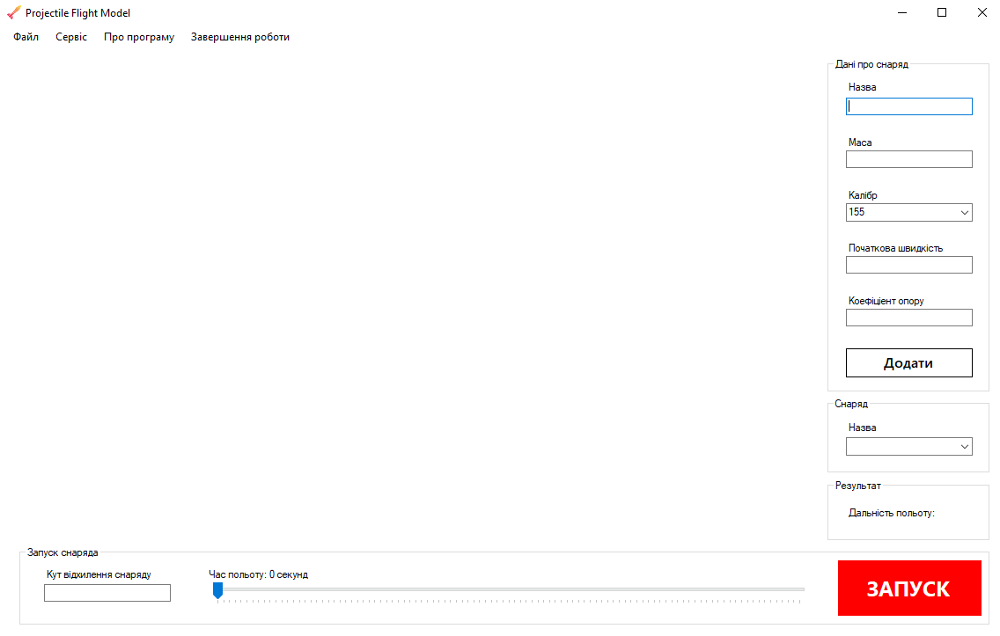 Projectile Flight Model
Файл Сервіс Про програму Завершення роботи
Дані про снаряд
Назва
Маса
Калібр
155
Початкова швидкість
Коефіцієнт опору
Додати
Снаряд
Назва
Результат
Дальність польоту:
Запуск снаряда
Кут відхилення снаряду
Час польоту: 0 секунд
ЗАПУСК